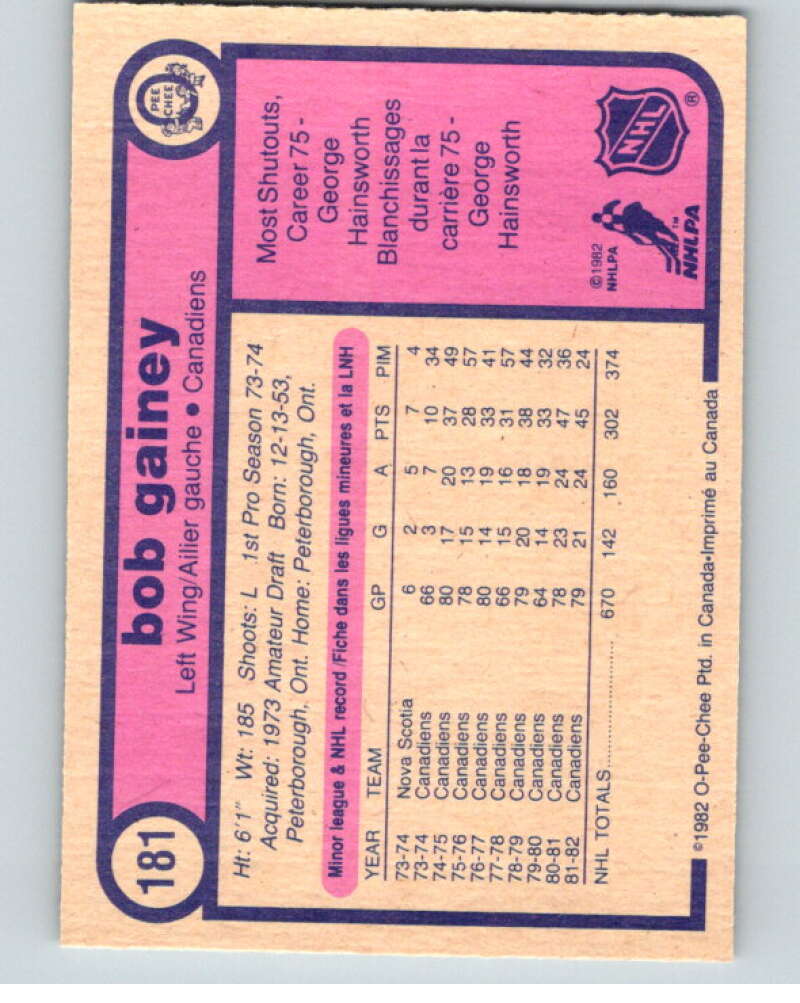 181
bob gainey
Left Wing/Ailier gauche • Canadiens
O PEE CHEE
Ht: 6'1" Wt: 185 Shoots: L 1st Pro Season 73-74
Acquired: 1973 Amateur Draft Born: 12-13-53,
Peterborough, Ont. Home: Peterborough, Ont.
Minor league & NHL record/Fiche dans les ligues mineures et la LNH
YEAR TEAM GP G A PTS PIM
73-74 Nova Scotia 6 2 5 7 4
73-74 Canadiens 66 3 7 10 34
74-75 Canadiens 80 17 20 37 49
75-76 Canadiens 78 15 13 28 57
76-77 Canadiens 80 14 19 33 41
77-78 Canadiens 66 15 16 31 57
78-79 Canadiens 79 20 18 38 44
79-80 Canadiens 64 14 19 33 32
80-81 Canadiens 78 23 24 47 36
81-82 Canadiens 79 21 24 45 24
NHL TOTALS.................... 670 142 160 302 374
Most Shutouts,
Career 75 -
George
Hainsworth
Blanchissages
durant la
carrière 75 -
George
Hainsworth
©1982
NHLPA
NHLPA™
NHL®
©1982 O-Pee-Chee Ptd. in Canada•Imprimé au Canada